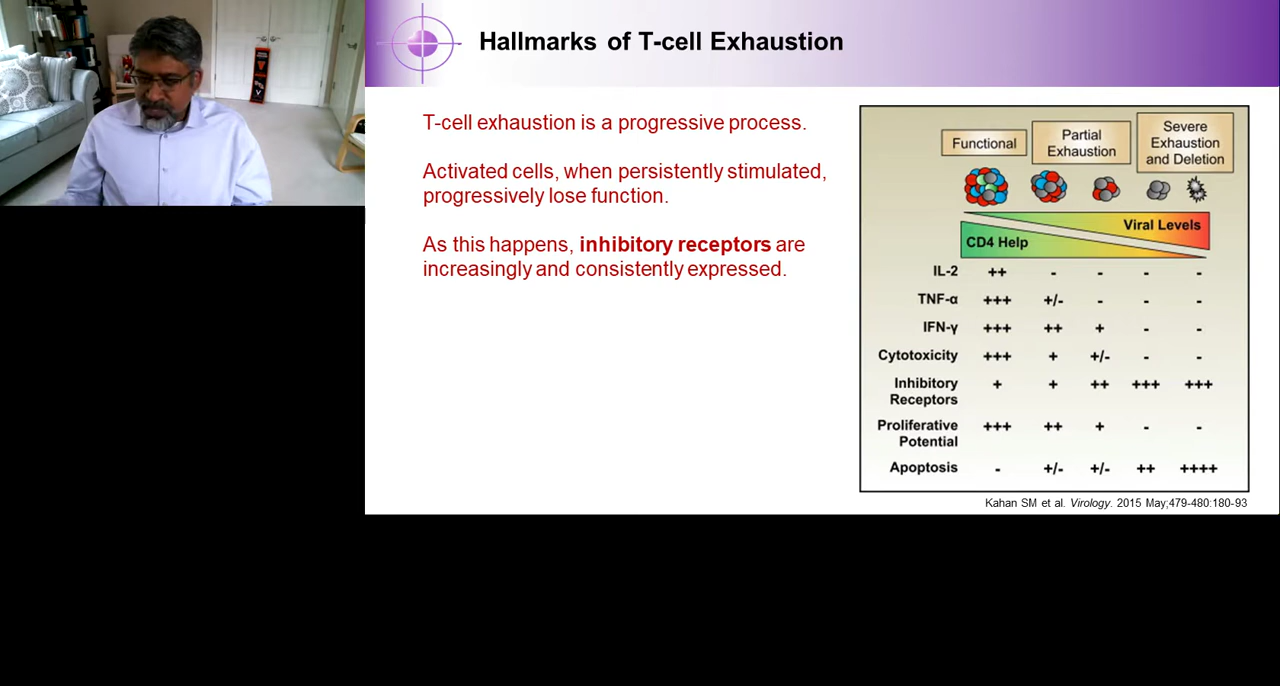 Hallmarks of T-cell Exhaustion
T-cell exhaustion is a progressive process.
Activated cells, when persistently stimulated,
progressively lose function.
As this happens, inhibitory receptors are
increasingly and consistently expressed.
Functional
Partial
Exhaustion
Severe
Exhaustion
and Deletion
Viral Levels
CD4 Help
IL-2 ++ - - - -
TNF-α +++ +/- - - -
IFN-γ +++ ++ + - -
Cytotoxicity +++ + +/- - -
Inhibitory
Receptors + + ++ +++ +++
Proliferative
Potential +++ ++ + - -
Apoptosis - +/- +/- ++ ++++
Kahan SM et al. Virology. 2015 May;479-480:180-93